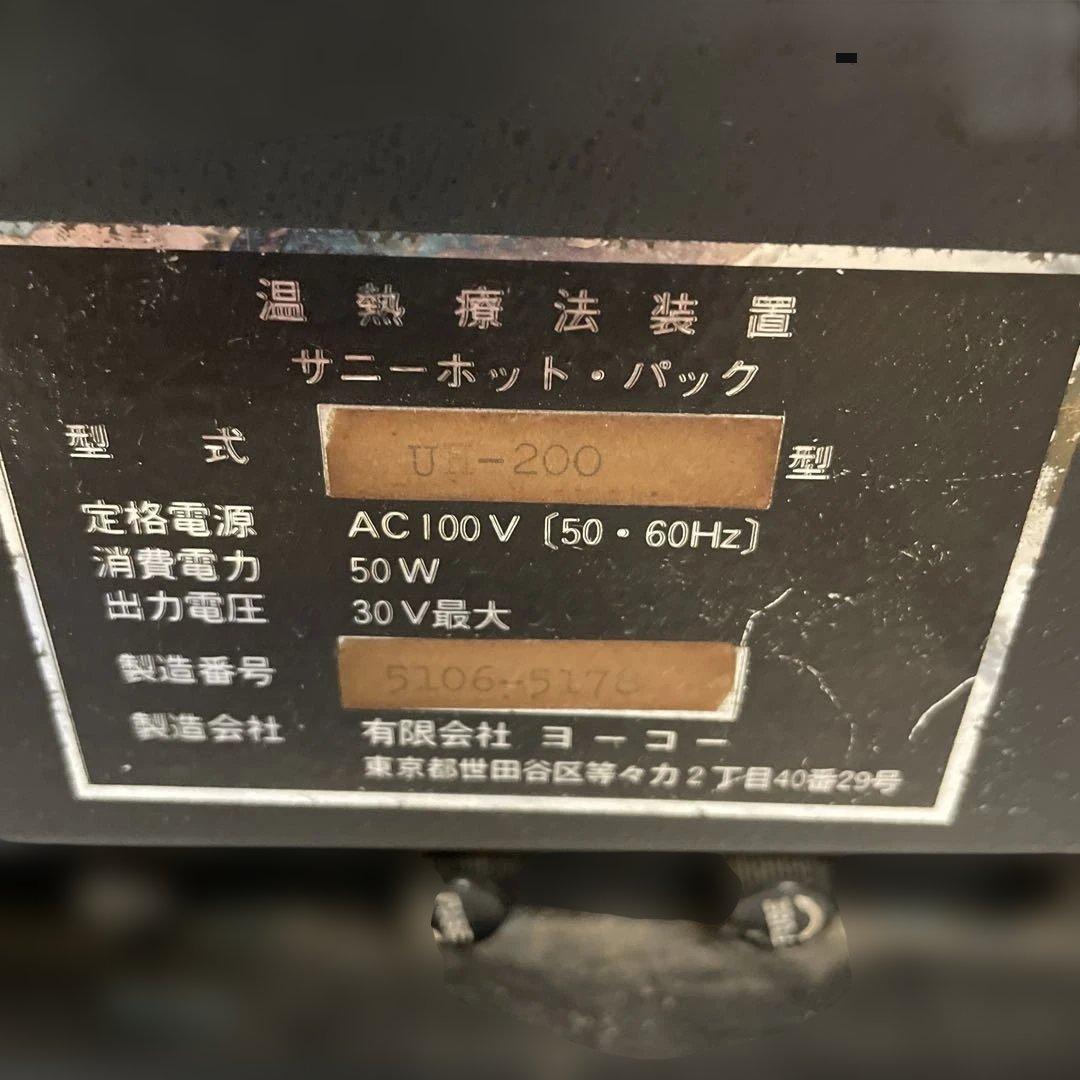 温熱療法装置
サニーホット・パック
型式 UH-200 型
定格電源 AC100V〔50・60Hz〕
消費電力 50W
出力電圧 30V最大
製造番号 5106-5178
製造会社 有限会社 ヨーコー
東京都世田谷区等々力2丁目40番29号